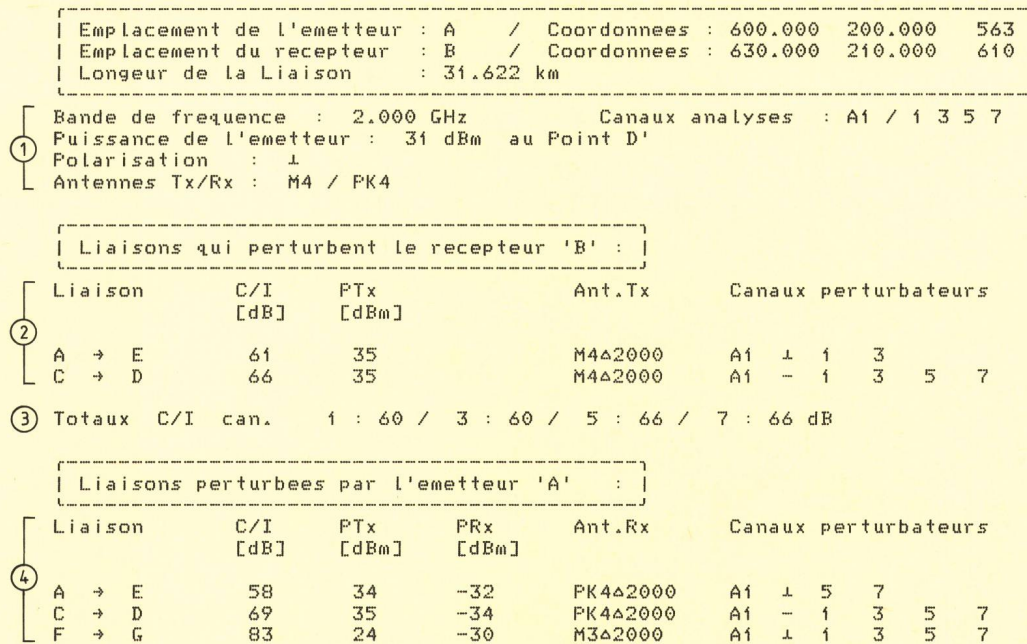 Emplacement de l'emetteur : A / Coordonnees : 600.000 200.000 563
Emplacement du recepteur : B / Coordonnees : 630.000 210.000 610
Longeur de la Liaison : 31.622 km
Bande de frequence : 2.000 GHz Canaux analyses : A1 / 1 3 5 7
1 Puissance de l'emetteur : 31 dBm au Point D'
Polarisation : ⊥
Antennes Tx/Rx : M4 / PK4
Liaisons qui perturbent le recepteur 'B' :
Liaison C/I PTx Ant.Tx Canaux perturbateurs
[dB] [dBm]
2
A → E 61 35 M4△2000 A1 ⊥ 1 3
C → D 66 35 M4△2000 A1 - 1 3 5 7
3 Totaux C/I can. 1 : 60 / 3 : 60 / 5 : 66 / 7 : 66 dB
Liaisons perturbees par l'emetteur 'A' :
Liaison C/I PTx PRx Ant.Rx Canaux perturbateurs
[dB] [dBm] [dBm]
4
A → E 58 34 -32 PK4△2000 A1 ⊥ 5 7
C → D 69 35 -34 PK4△2000 A1 - 1 3 5 7
F → G 83 24 -30 M3△2000 A1 ⊥ 1 3 5 7